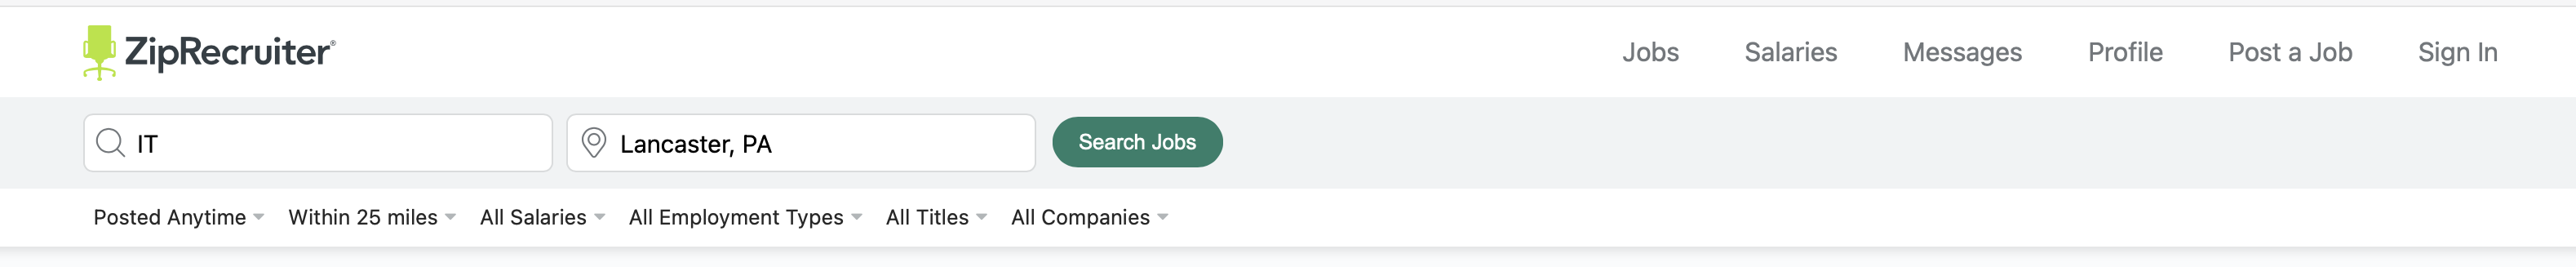 ZipRecruiter® Jobs Salaries Messages Profile Post a Job Sign In
IT Lancaster, PA Search Jobs
Posted Anytime Within 25 miles All Salaries All Employment Types All Titles All Companies